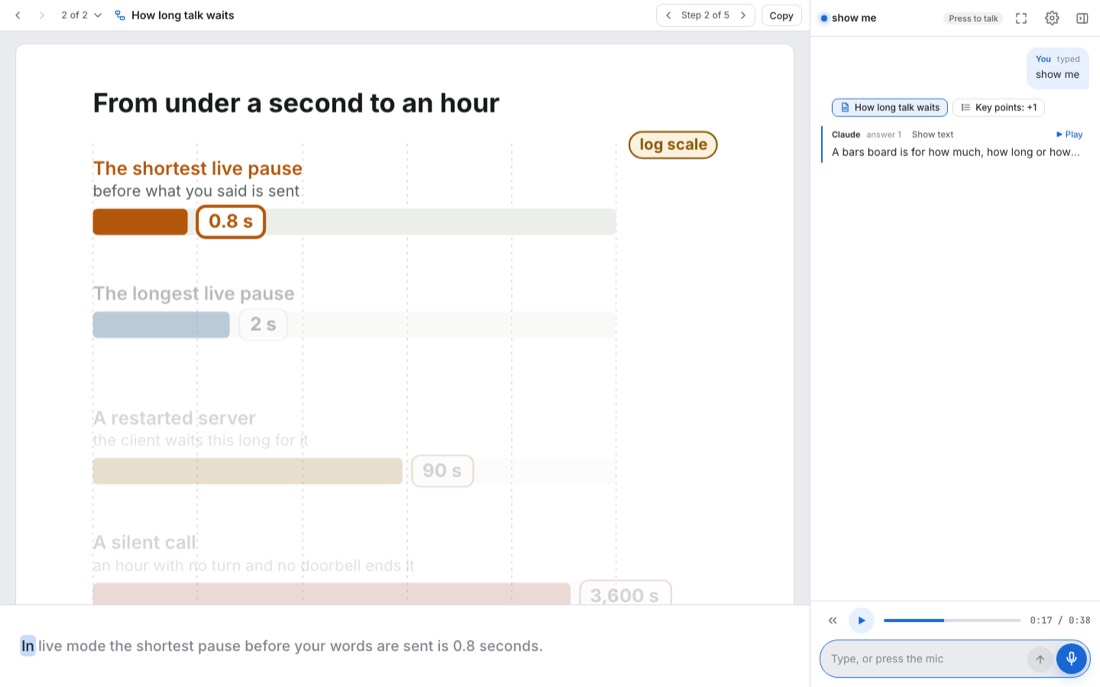 2 of 2
How long talk waits
Step 2 of 5
Copy
From under a second to an hour
log scale
The shortest live pause
before what you said is sent
0.8 s
The longest live pause
2 s
A restarted server
the client waits this long for it
90 s
A silent call
an hour with no turn and no doorbell ends it
3,600 s
In live mode the shortest pause before your words are sent is 0.8 seconds.
show me
Press to talk
You typed
show me
How long talk waits
Key points: +1
Claude answer 1 Show text
Play
A bars board is for how much, how long or how...
0:17 / 0:38
Type, or press the mic